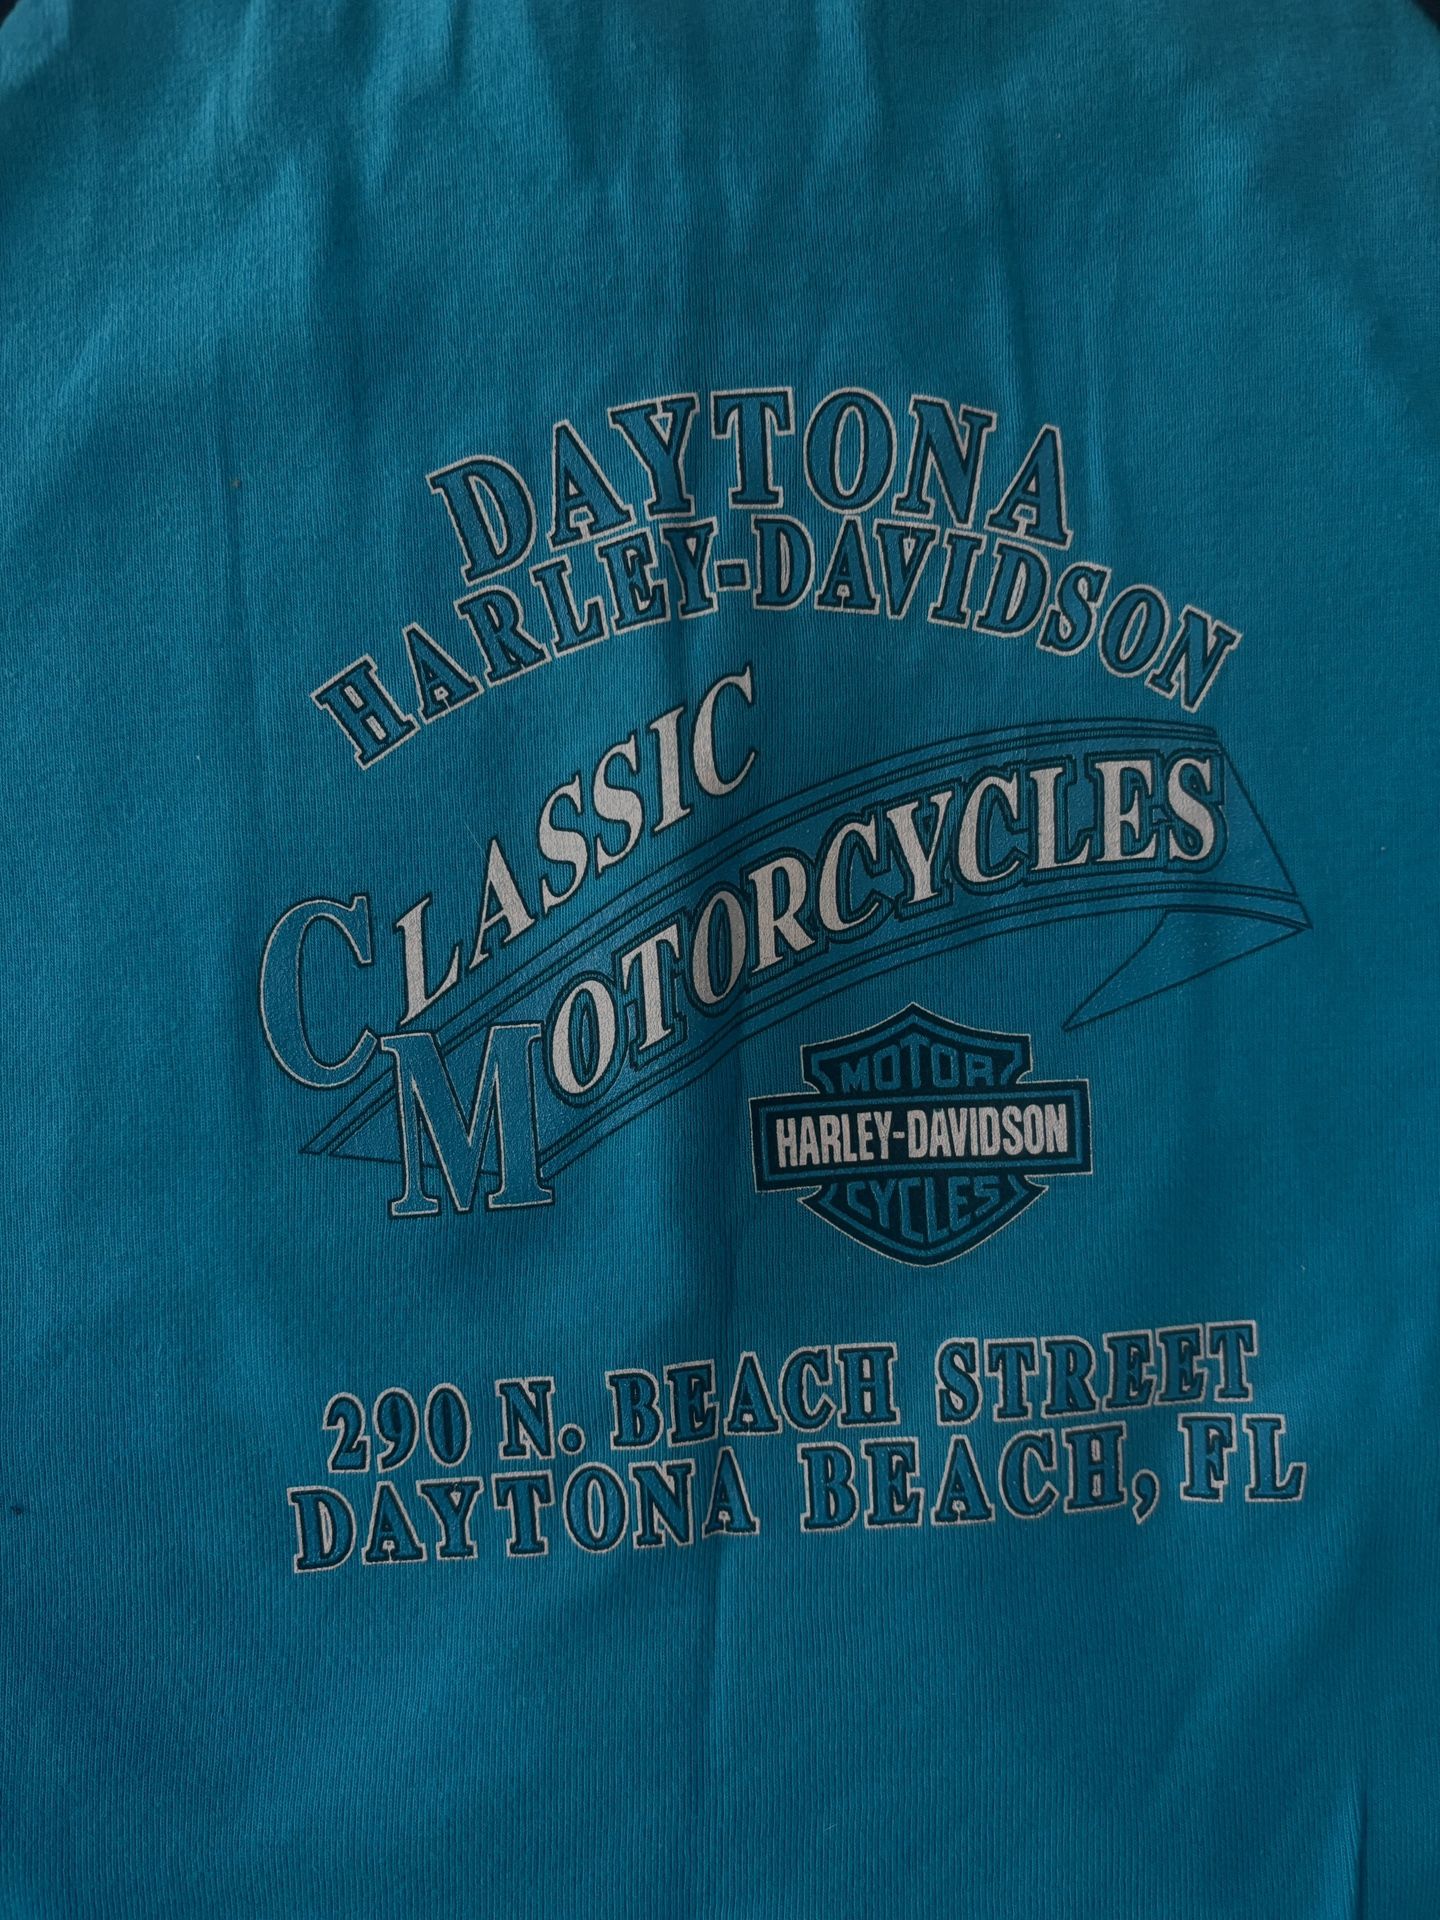 DAYTONA
HARLEY-DAVIDSON
CLASSIC
MOTORCYCLES
MOTOR
HARLEY-DAVIDSON
CYCLES
290 N. BEACH STREET
DAYTONA BEACH, FL